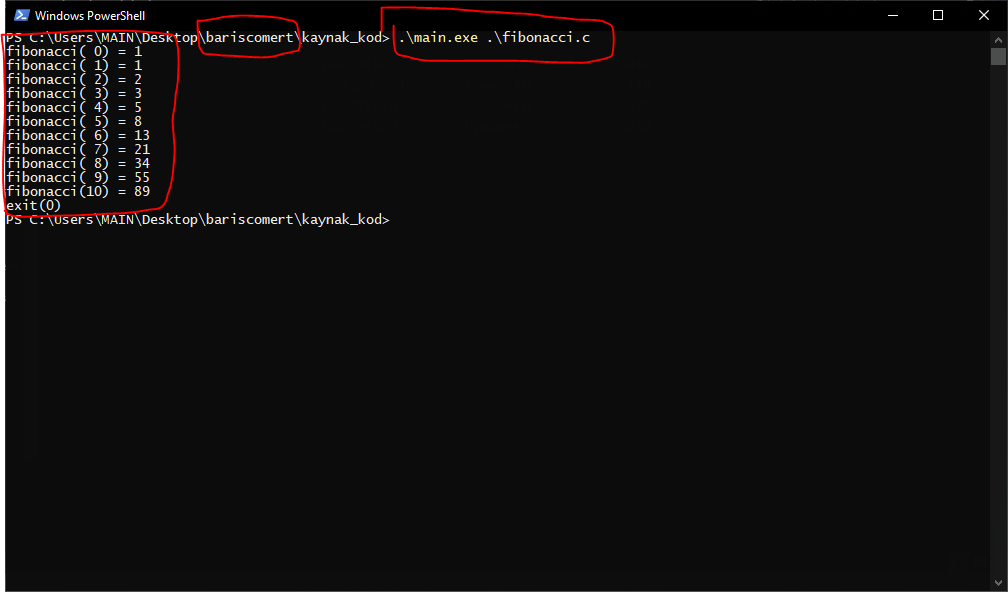 Windows PowerShell
PS C:\Users\MAIN\Desktop\bariscomert\kaynak_kod> .\main.exe .\fibonacci.c
fibonacci( 0) = 1
fibonacci( 1) = 1
fibonacci( 2) = 2
fibonacci( 3) = 3
fibonacci( 4) = 5
fibonacci( 5) = 8
fibonacci( 6) = 13
fibonacci( 7) = 21
fibonacci( 8) = 34
fibonacci( 9) = 55
fibonacci(10) = 89
exit(0)
PS C:\Users\MAIN\Desktop\bariscomert\kaynak_kod>